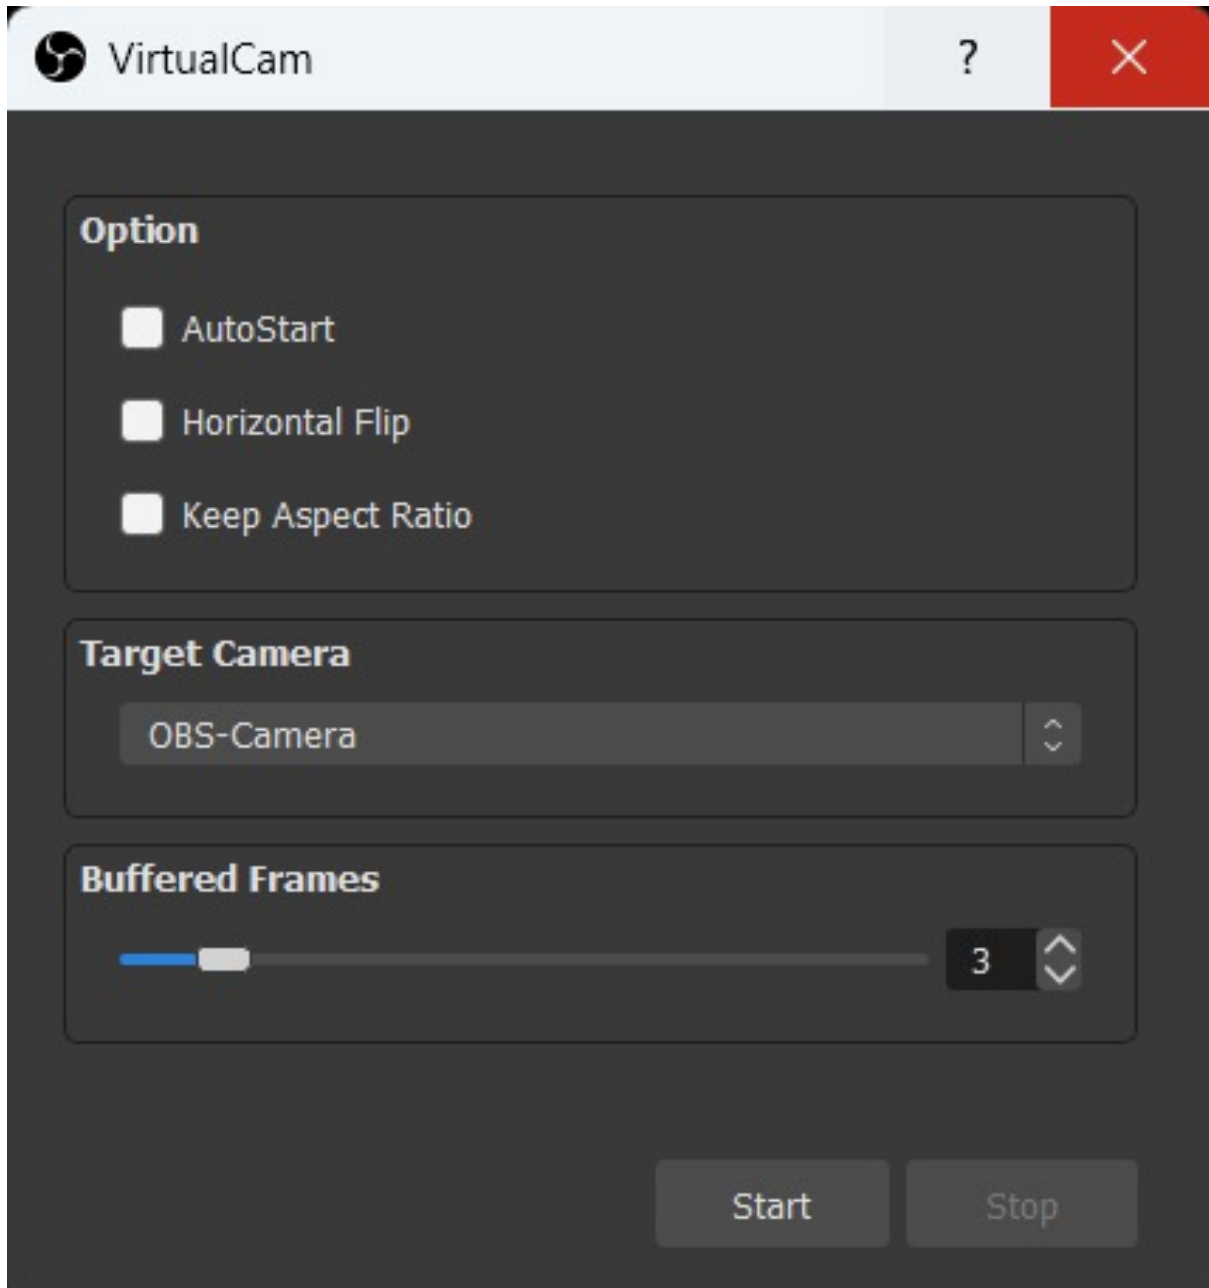 VirtualCam ?
Option
AutoStart
Horizontal Flip
Keep Aspect Ratio
Target Camera
OBS-Camera
Buffered Frames
3
Start Stop